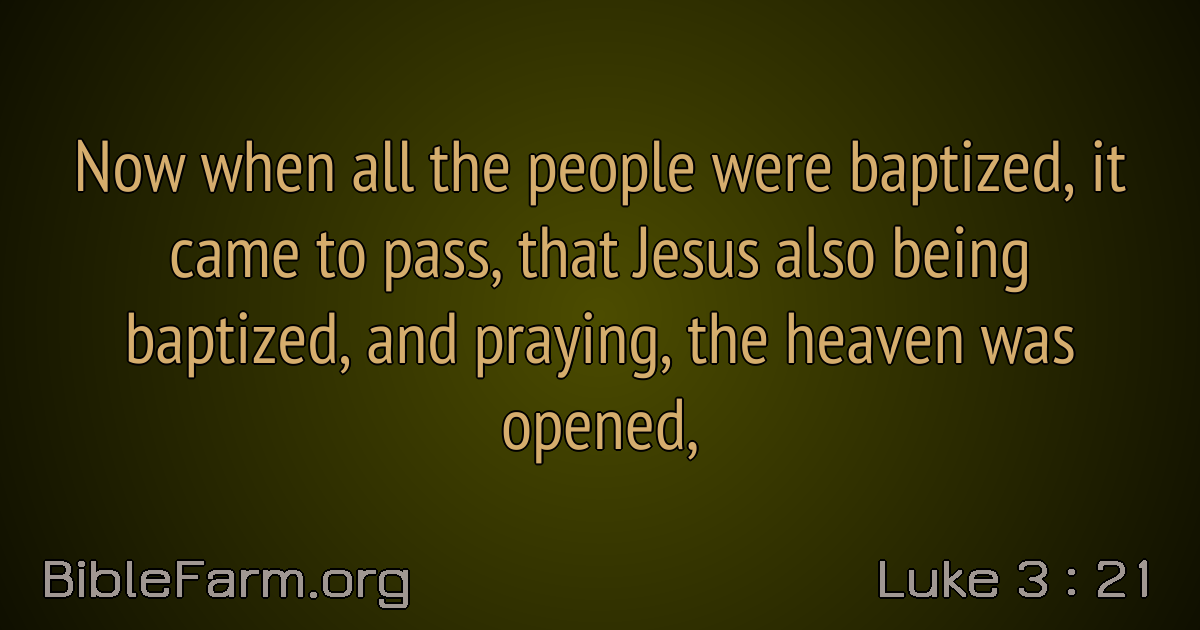 Now when all the people were baptized, it
came to pass, that Jesus also being
baptized, and praying, the heaven was
opened,
BibleFarm.org
Luke 3 : 21